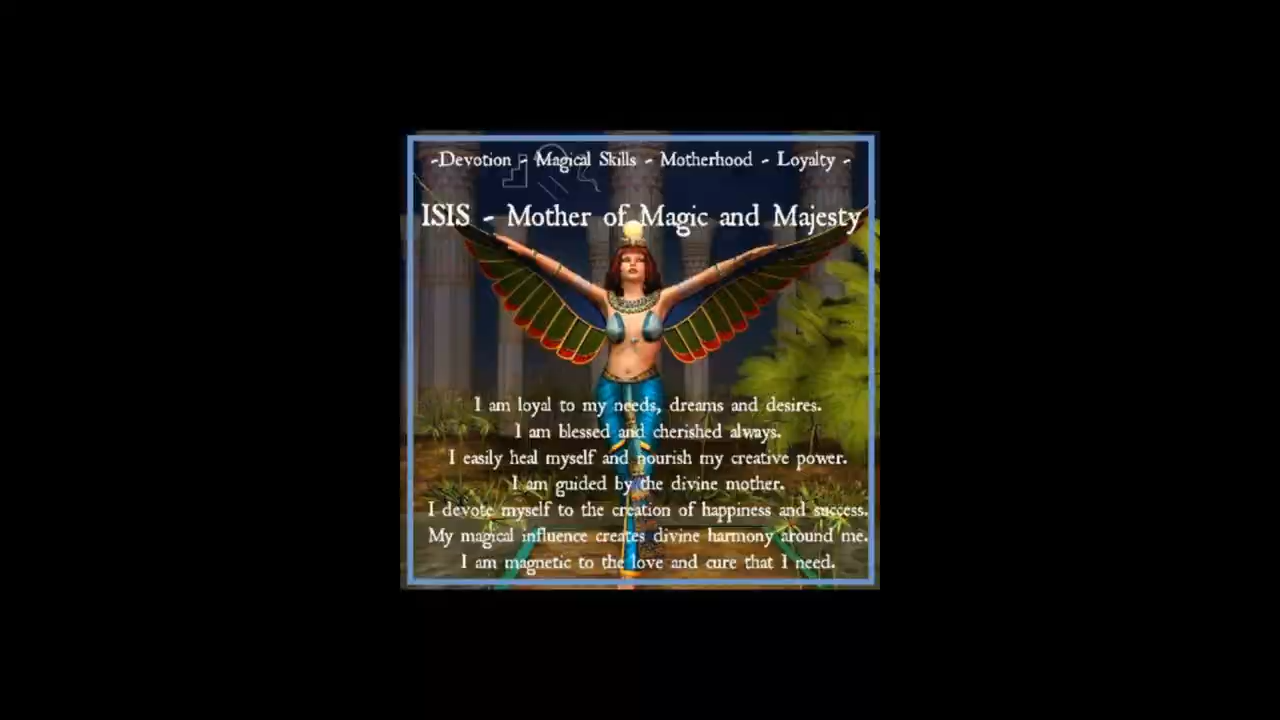 -Devotion - Magical Skills - Motherhood - Loyalty -
ISIS - Mother of Magic and Majesty
I am loyal to my needs, dreams and desires.
I am blessed and cherished always.
I easily heal myself and nourish my creative power.
I am guided by the divine mother.
I devote myself to the creation of happiness and success.
My magical influence creates divine harmony around me.
I am magnetic to the love and cure that I need.